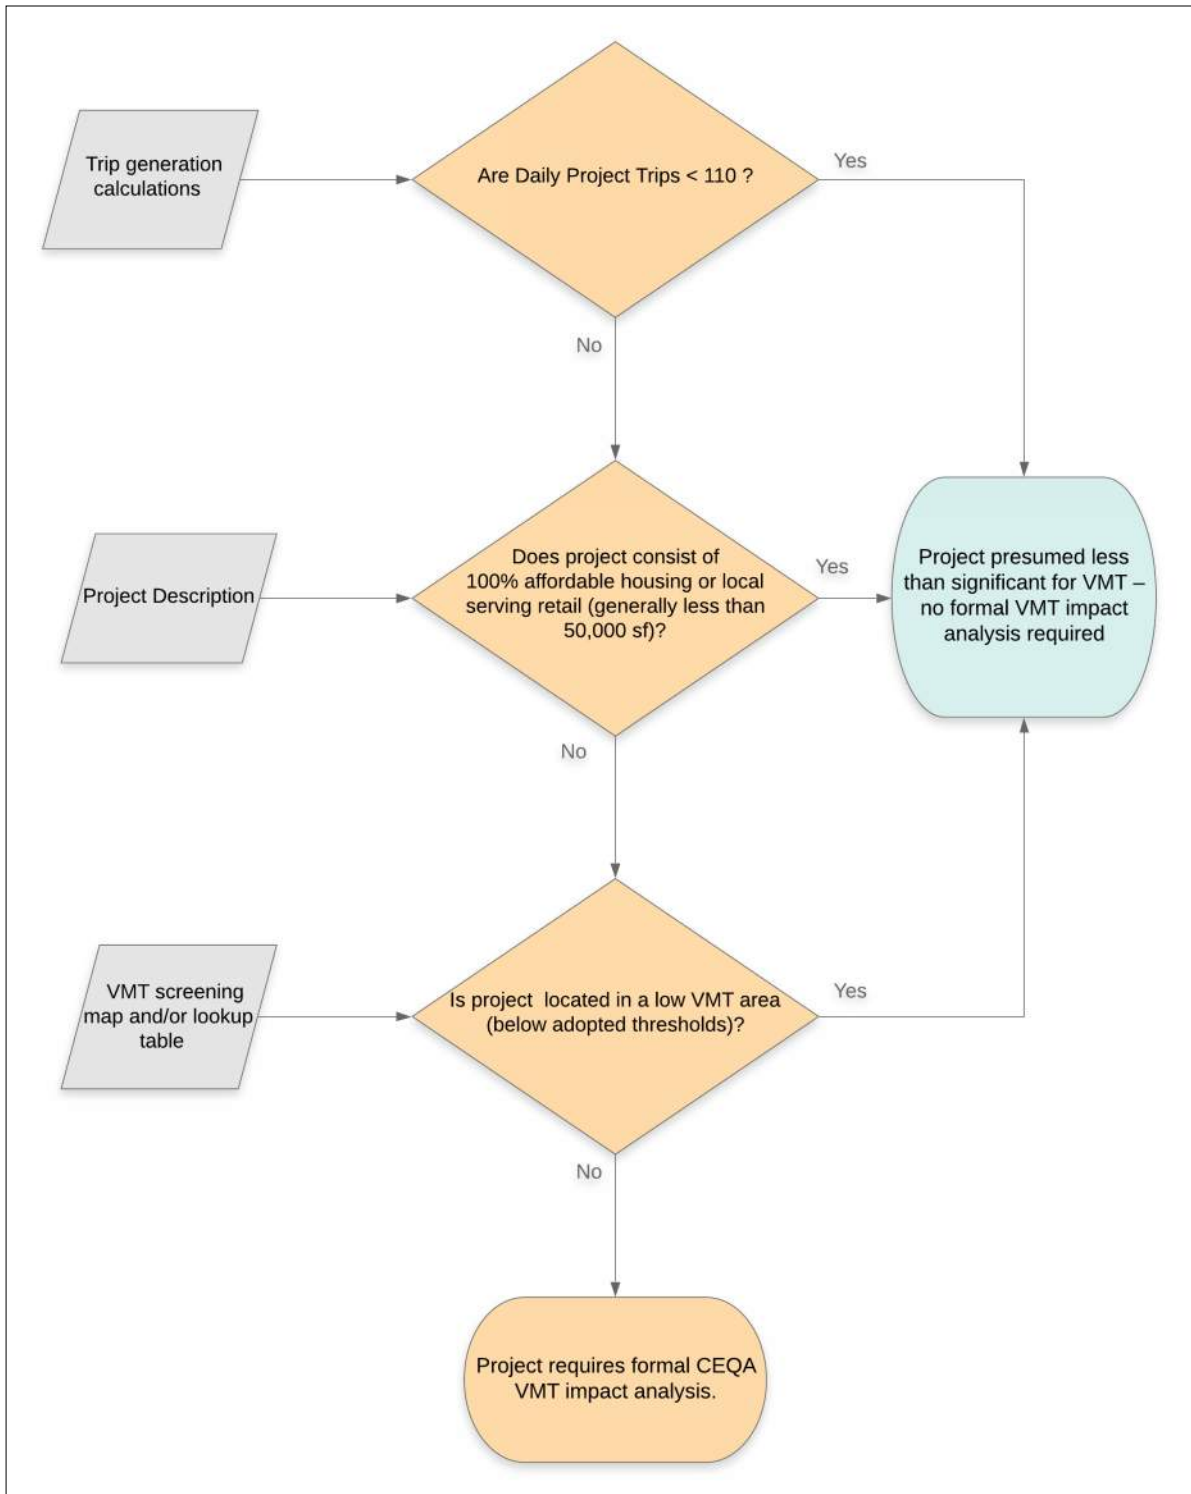 Trip generation
calculations
Are Daily Project Trips < 110 ?
Yes
No
Project Description
Does project consist of
100% affordable housing or local
serving retail (generally less than
50,000 sf)?
Yes
Project presumed less
than significant for VMT –
no formal VMT impact
analysis required
No
VMT screening
map and/or lookup
table
Is project  located in a low VMT area
(below adopted thresholds)?
Yes
No
Project requires formal CEQA
VMT impact analysis.